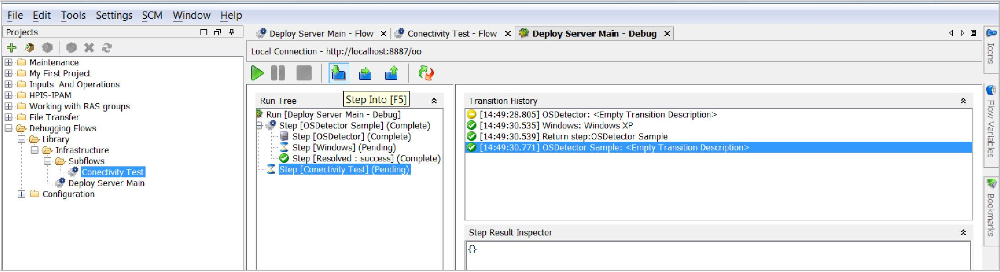 File Edit Tools Settings SCM Window Help
Projects
Maintenance
My First Project
Inputs And Operations
HPIS-IPAM
Working with RAS groups
File Transfer
Debugging Flows
Library
Infrastructure
Subflows
Conectivity Test
Deploy Server Main
Configuration
Deploy Server Main - Flow
Conectivity Test - Flow
Deploy Server Main - Debug
Local Connection - http://localhost:8887/oo
Step Into [F5]
Run Tree
Run [Deploy Server Main - Debug]
Step [OSDetector Sample] (Complete)
Step [OSDetector] (Complete)
Step [Windows] (Pending)
Step [Resolved : success] (Complete)
Step [Conectivity Test] (Pending)
Transition History
[14:49:28.805] OSDetector: <Empty Transition Description>
[14:49:30.535] Windows: Windows XP
[14:49:30.539] Return step:OSDetector Sample
[14:49:30.771] OSDetector Sample: <Empty Transition Description>
Step Result Inspector
{}
Icons
Flow Variables
Bookmarks